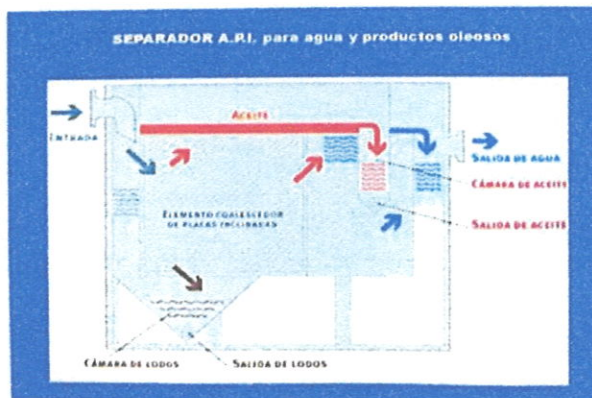 SEPARADOR A.P.I. para agua y productos oleosos
ACEITE
ENTRADA
SALIDA DE AGUA
CÁMARA DE ACEITE
ELEMENTO COALESCEDOR
DE PLACAS INCLINADAS
SALIDA DE ACEITE
CÁMARA DE LODOS
SALIDA DE LODOS